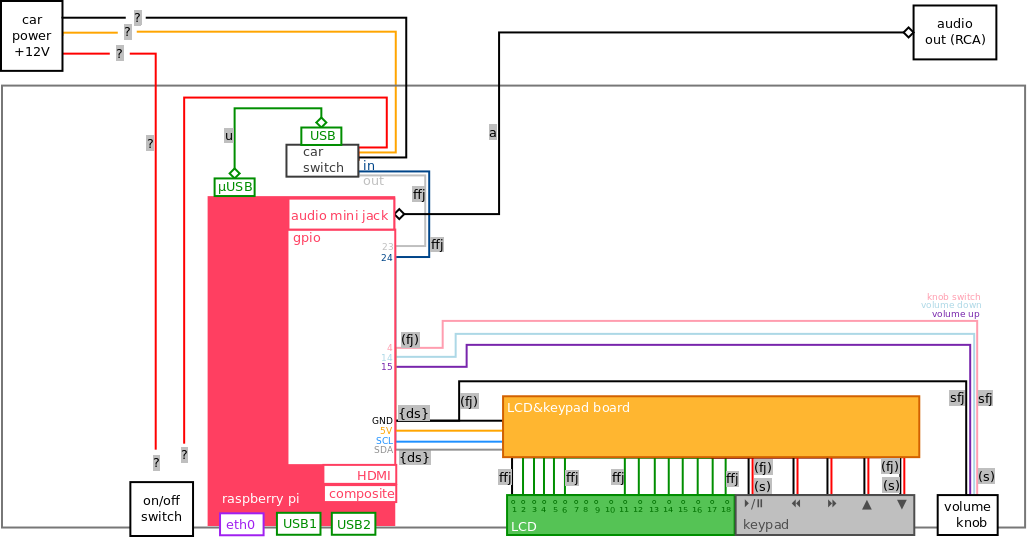 car
power
+12V
?
?
?
audio
out (RCA)
?
u
a
USB
car
switch
in
out
µUSB
ffj
audio mini jack
gpio
23
24
ffj
knob switch
volume down
volume up
(fj)
4
14
15
sfj
sfj
(fj)
{ds}
GND
5V
SCL
SDA
{ds}
LCD&keypad board
?
?
HDMI
composite
raspberry pi
on/off
switch
eth0
USB1
USB2
ffj
ffj
ffj
ffj
(fj)
(s)
(fj)
(s)
(s)
1 2 3 4 5 6 7 8 9 10 11 12 13 14 15 16 17 18
LCD
keypad
volume
knob